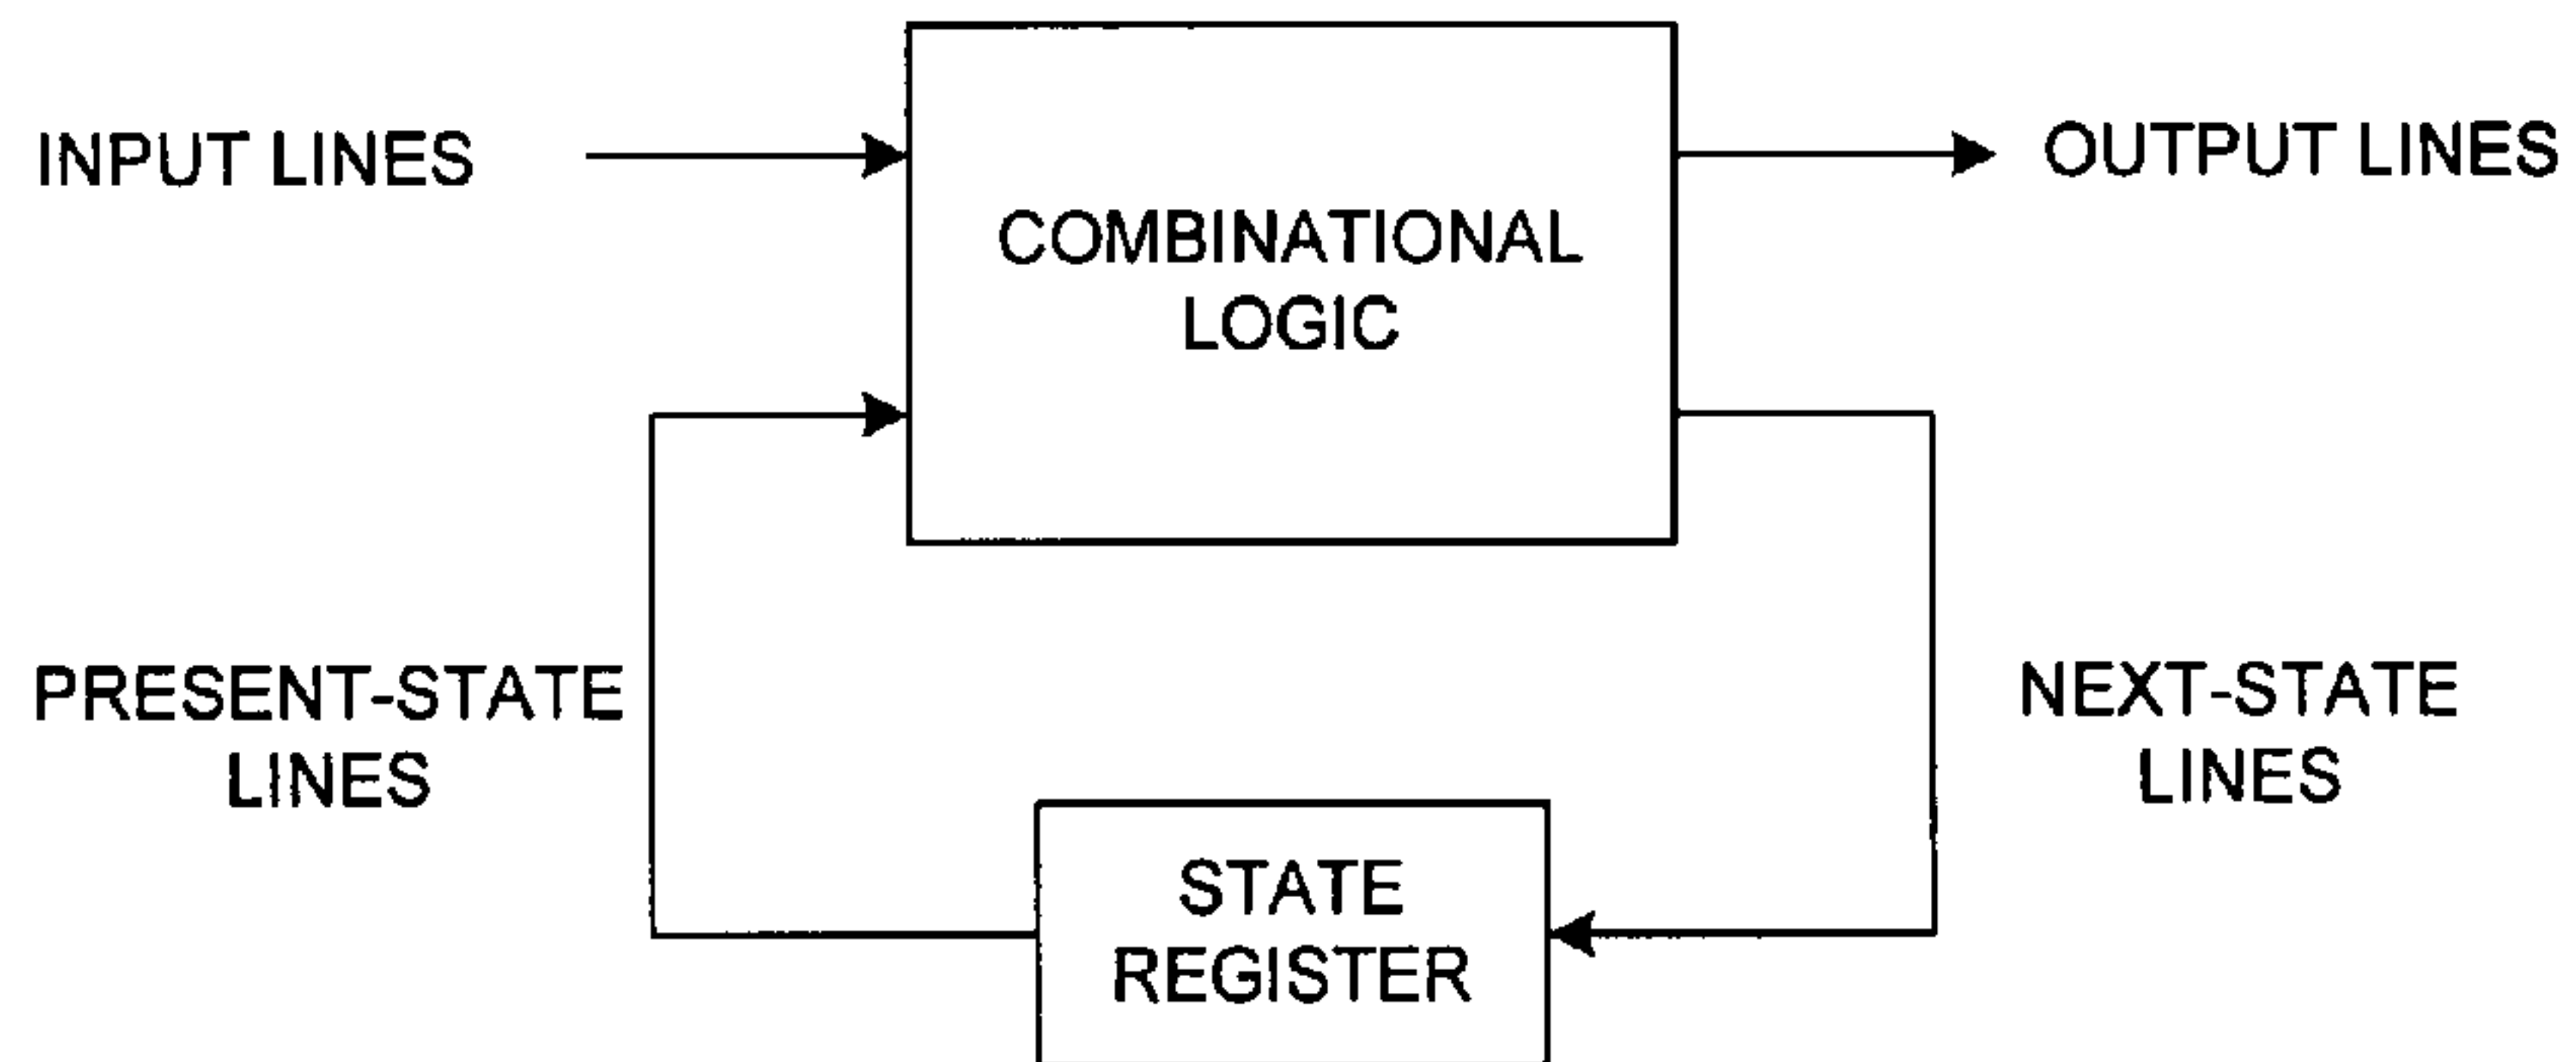 INPUT LINES
OUTPUT LINES
COMBINATIONAL
LOGIC
PRESENT-STATE
LINES
NEXT-STATE
LINES
STATE
REGISTER